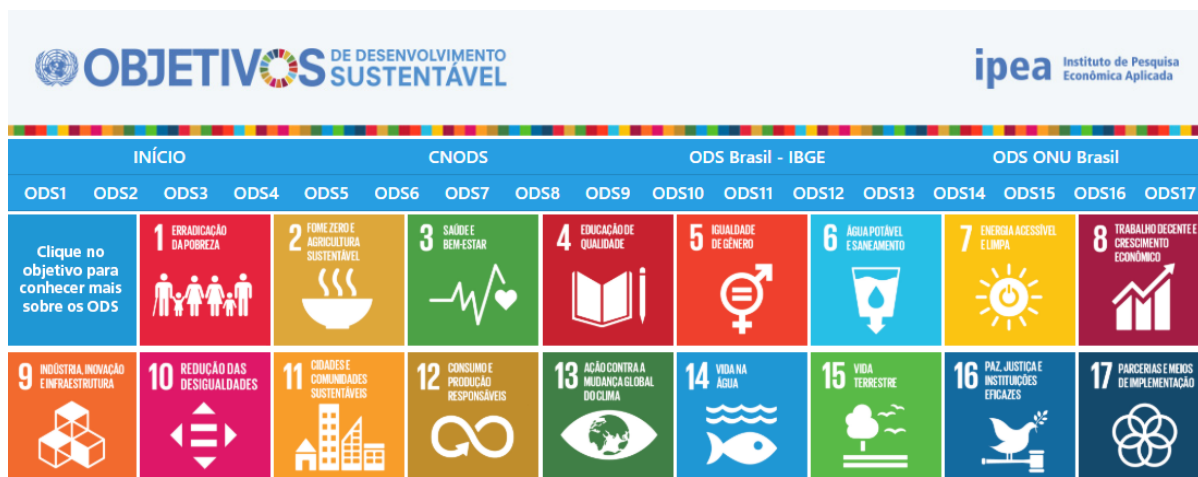 OBJETIVOS DE DESENVOLVIMENTO
SUSTENTÁVEL
ipea Instituto de Pesquisa
Econômica Aplicada
INÍCIO CNODS ODS Brasil - IBGE ODS ONU Brasil
ODS1 ODS2 ODS3 ODS4 ODS5 ODS6 ODS7 ODS8 ODS9 ODS10 ODS11 ODS12 ODS13 ODS14 ODS15 ODS16 ODS17
Clique no
objetivo para
conhecer mais
sobre os ODS
1 ERRADICAÇÃO
DA POBREZA
2 FOME ZERO E
AGRICULTURA
SUSTENTÁVEL
3 SAÚDE E
BEM-ESTAR
4 EDUCAÇÃO DE
QUALIDADE
5 IGUALDADE
DE GÊNERO
6 ÁGUA POTÁVEL
E SANEAMENTO
7 ENERGIA ACESSÍVEL
E LIMPA
8 TRABALHO DECENTE E
CRESCIMENTO
ECONÔMICO
9 INDÚSTRIA, INOVAÇÃO
E INFRAESTRUTURA
10 REDUÇÃO DAS
DESIGUALDADES
11 CIDADES E
COMUNIDADES
SUSTENTÁVEIS
12 CONSUMO E
PRODUÇÃO
RESPONSÁVEIS
13 AÇÃO CONTRA A
MUDANÇA GLOBAL
DO CLIMA
14 VIDA NA
ÁGUA
15 VIDA
TERRESTRE
16 PAZ, JUSTIÇA E
INSTITUIÇÕES
EFICAZES
17 PARCERIAS E MEIOS
DE IMPLEMENTAÇÃO